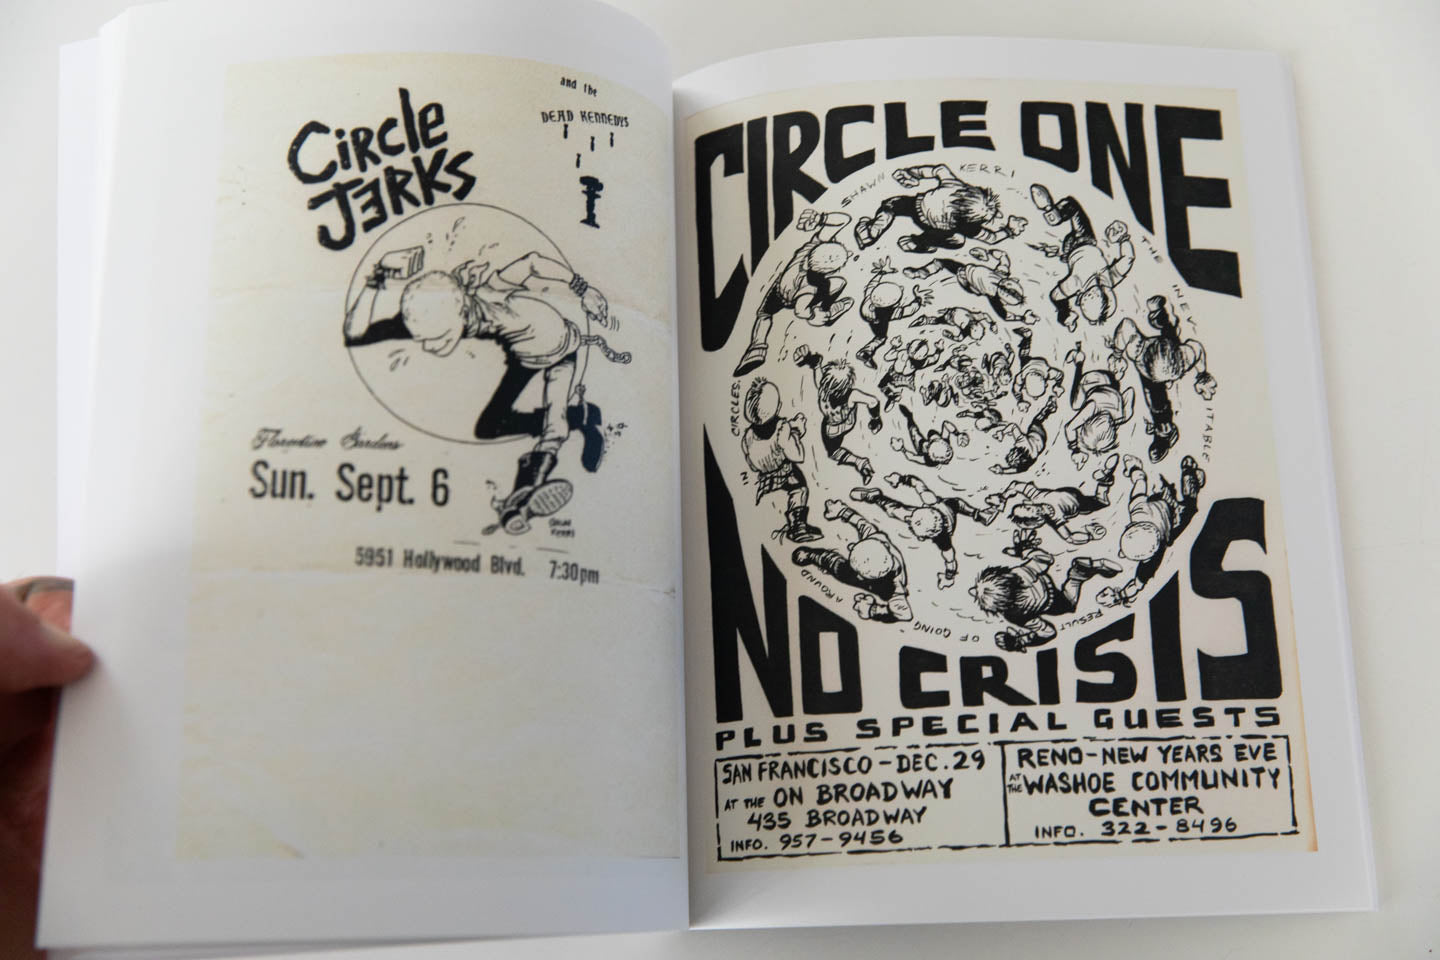 and the
DEAD KENNEDYS
CiRCLE
JERKS
Florentine Gardens
Sun. Sept. 6
SHAWN
KERRI
5951 Hollywood Blvd. 7:30pm
CIRCLE ONE
SHAWN KERRI
THE INEVITABLE RESULT OF GOING AROUND IN CIRCLES.
NO CRISIS
PLUS SPECIAL GUESTS
SAN FRANCISCO - DEC. 29
AT THE ON BROADWAY
435 BROADWAY
INFO. 957-9456
RENO - NEW YEARS EVE
AT THE WASHOE COMMUNITY
CENTER
INFO. 322-8496